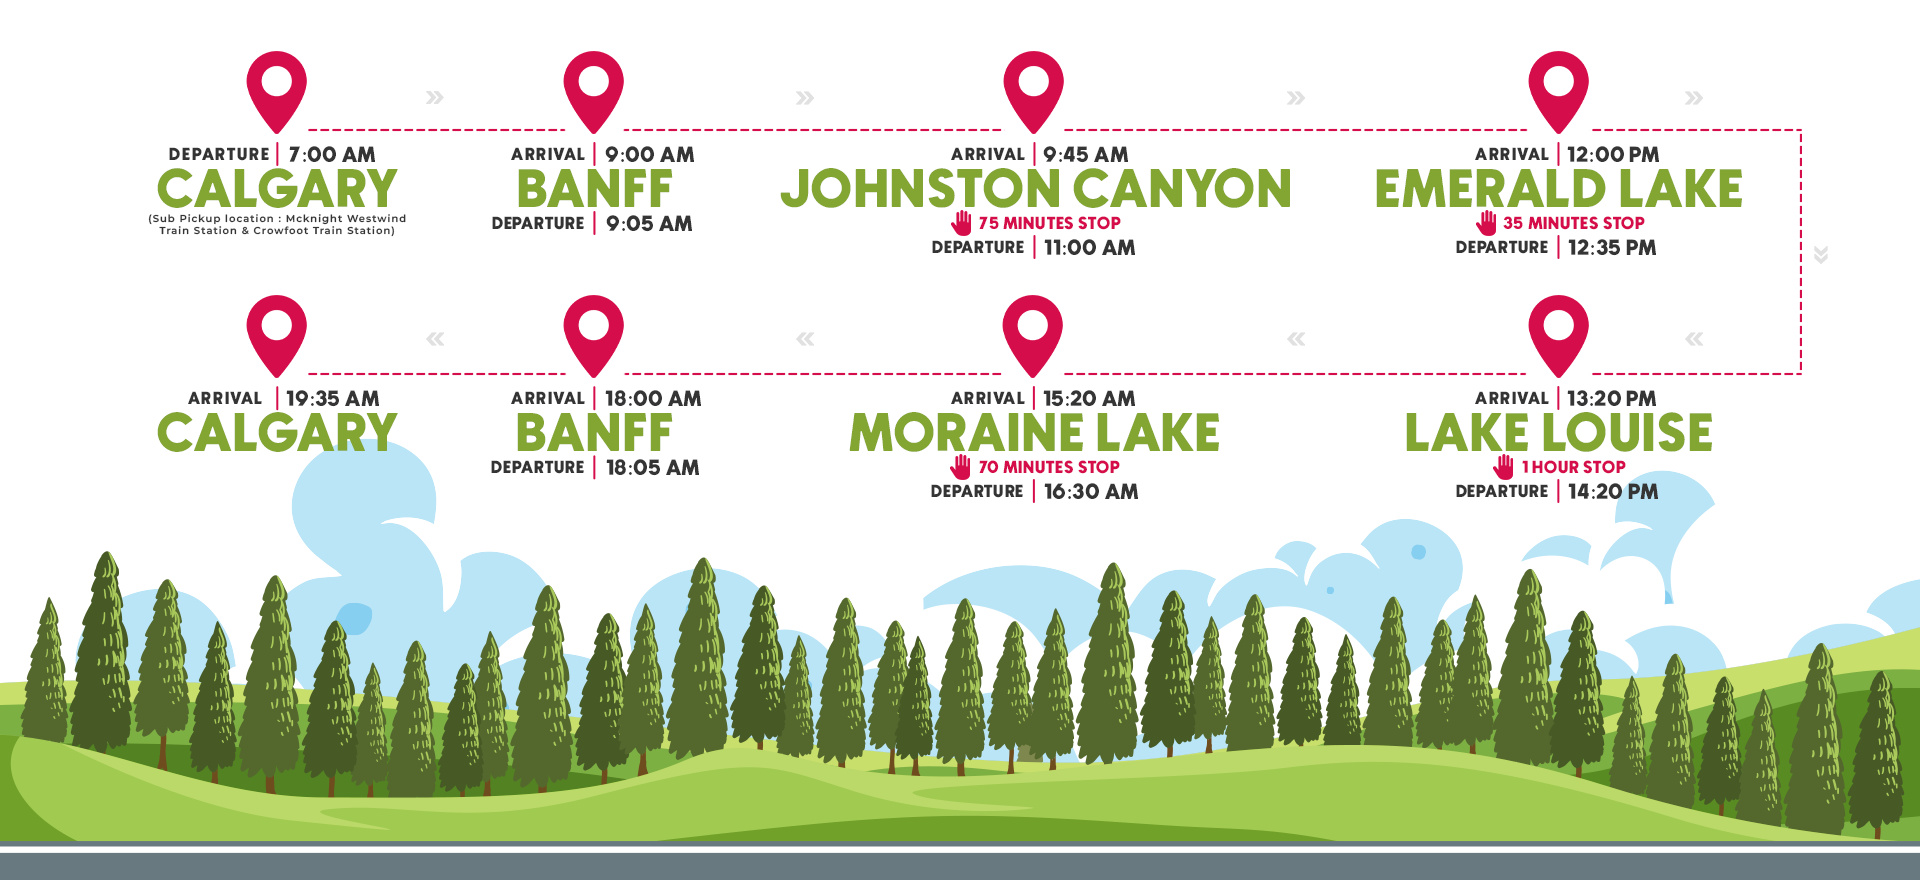 DEPARTURE | 7:00 AM
CALGARY
(Sub Pickup location : Mcknight Westwind
Train Station & Crowfoot Train Station)
ARRIVAL | 9:00 AM
BANFF
DEPARTURE | 9:05 AM
ARRIVAL | 9:45 AM
JOHNSTON CANYON
75 MINUTES STOP
DEPARTURE | 11:00 AM
ARRIVAL | 12:00 PM
EMERALD LAKE
35 MINUTES STOP
DEPARTURE | 12:35 PM
ARRIVAL | 19:35 AM
CALGARY
ARRIVAL | 18:00 AM
BANFF
DEPARTURE | 18:05 AM
ARRIVAL | 15:20 AM
MORAINE LAKE
70 MINUTES STOP
DEPARTURE | 16:30 AM
ARRIVAL | 13:20 PM
LAKE LOUISE
1 HOUR STOP
DEPARTURE | 14:20 PM